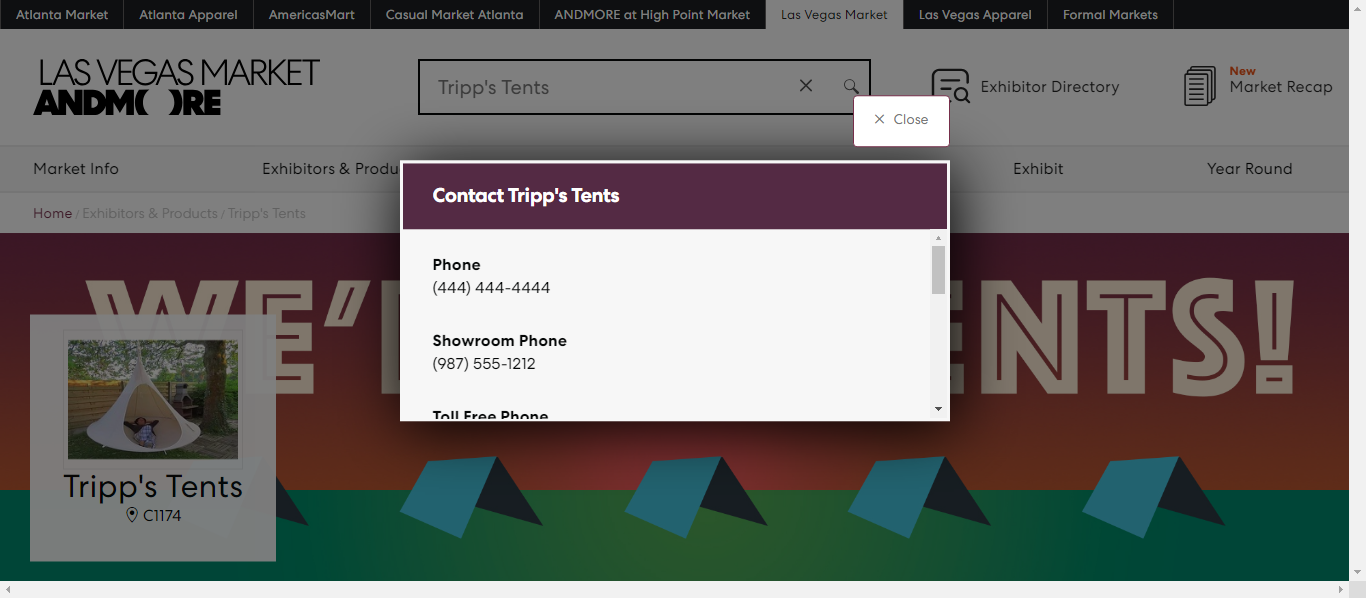 Atlanta Market
Atlanta Apparel
AmericasMart
Casual Market Atlanta
ANDMORE at High Point Market
Las Vegas Market
Las Vegas Apparel
Formal Markets
LAS VEGAS MARKET
ANDMORE
Tripp's Tents
Exhibitor Directory
New
Market Recap
Close
Market Info
Exhibitors & Produ
Exhibit
Year Round
Home / Exhibitors & Products / Tripp's Tents
Contact Tripp's Tents
Phone
(444) 444-4444
Showroom Phone
(987) 555-1212
Toll Free Phone
WE'
ENTS!
Tripp's Tents
C1174